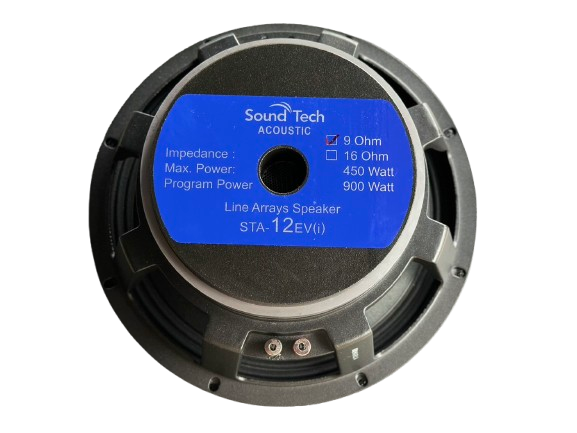 Sound Tech
ACOUSTIC
Impedance : 9 Ohm
16 Ohm
Max. Power: 450 Watt
Program Power 900 Watt
Line Arrays Speaker
STA-12EV(i)